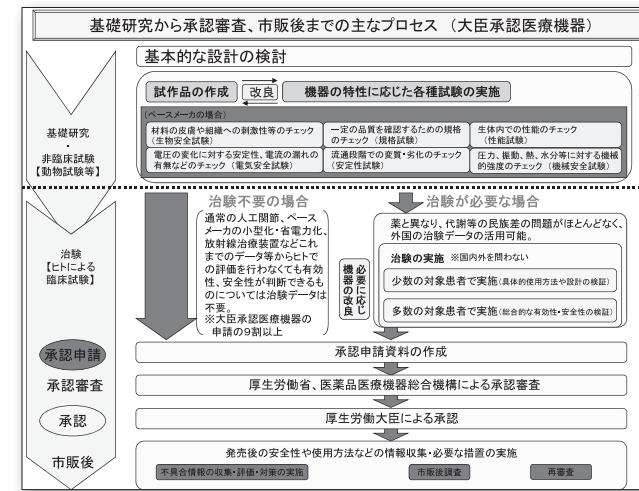 基礎研究から承認審査、市販後までの主なプロセス（大臣承認医療機器）
基本的な設計の検討
試作品の作成
改良
機器の特性に応じた各種試験の実施
(ペースメーカの場合)
材料の皮膚や組織への刺激性等のチェック
(生物安全試験)
一定の品質を確認するための規格
のチェック（規格試験）
生体内での性能のチェック
(性能試験)
電圧の変化に対する安定性、電流の漏れの
有無などのチェック（電気安全試験）
流通段階での変質・劣化のチェック
(安定性試験)
圧力、振動、熱、水分等に対する機械
的強度のチェック（機械安全試験）
基礎研究
・
非臨床試験
【動物試験等】
治験不要の場合
通常の人工関節、ペース
メーカの小型化・省電力化、
放射線治療装置などこれ
までのデータ等からヒトで
の評価を行わなくても有効
性、安全性が判断できるも
のについては治験データは
不要。
※大臣承認医療機器の
申請の9割以上
治験が必要な場合
薬と異なり、代謝等の民族差の問題がほとんどなく、
外国の治験データの活用可能。
治験の実施 ※国内外を問わない
少数の対象患者で実施(具体的使用方法や設計の検証)
多数の対象患者で実施(総合的な有効性・安全性の検証)
必要に応じ
機器の改良
治験
【ヒトによる
臨床試験】
承認申請
承認申請資料の作成
承認審査
厚生労働省、医薬品医療機器総合機構による承認審査
承認
厚生労働大臣による承認
市販後
発売後の安全性や使用方法などの情報収集・必要な措置の実施
不具合情報の収集・評価・対策の実施
市販後調査
再審査